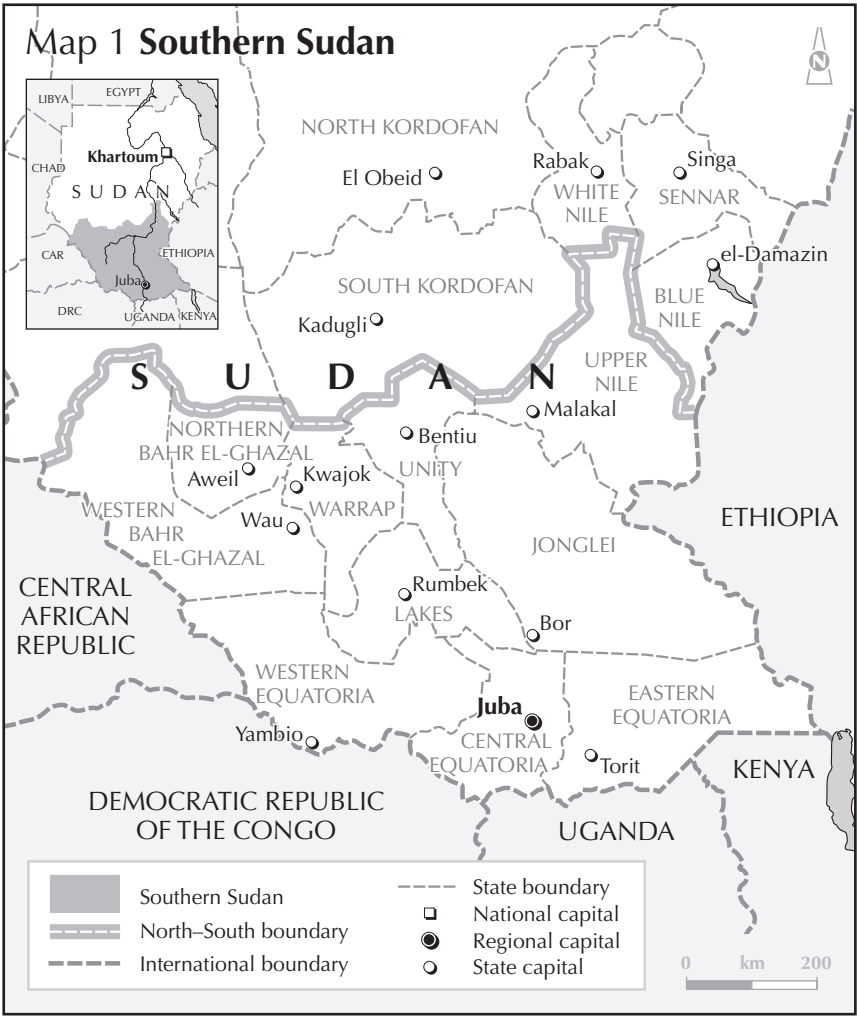 Map 1 Southern Sudan
N
LIBYA
EGYPT
CHAD
Khartoum
SUDAN
CAR
ETHIOPIA
Juba
DRC
UGANDA
KENYA
NORTH KORDOFAN
El Obeid
Rabak
WHITE
NILE
Singa
SENNAR
el-Damazin
BLUE
NILE
SOUTH KORDOFAN
Kadugli
SUDAN
UPPER
NILE
Malakal
NORTHERN
BAHR EL-GHAZAL
Aweil
Bentiu
UNITY
Kwajok
WARRAP
WESTERN
BAHR
EL-GHAZAL
Wau
JONGLEI
ETHIOPIA
CENTRAL
AFRICAN
REPUBLIC
Rumbek
LAKES
Bor
WESTERN
EQUATORIA
Yambio
Juba
CENTRAL
EQUATORIA
EASTERN
EQUATORIA
Torit
KENYA
DEMOCRATIC REPUBLIC
OF THE CONGO
UGANDA
Southern Sudan
North–South boundary
International boundary
State boundary
National capital
Regional capital
State capital
0 km 200